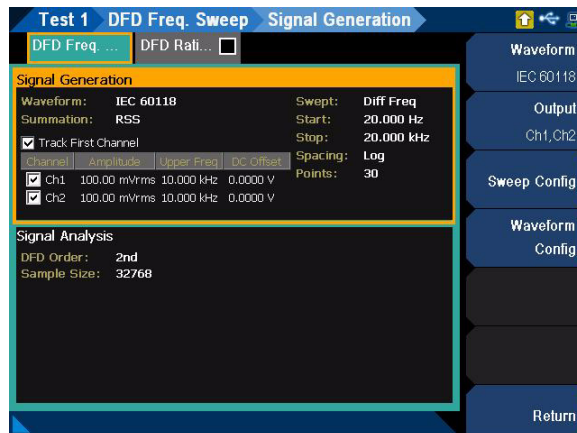 Test 1 DFD Freq. Sweep Signal Generation
DFD Freq. ... DFD Rati...
Waveform
IEC 60118
Output
Ch1,Ch2
Sweep Config
Waveform
Config
Return
Signal Generation
Waveform: IEC 60118
Summation: RSS
Track First Channel
Channel Amplitude Upper Freq DC Offset
Ch1 100.00 mVrms 10.000 kHz 0.0000 V
Ch2 100.00 mVrms 10.000 kHz 0.0000 V
Swept: Diff Freq
Start: 20.000 Hz
Stop: 20.000 kHz
Spacing: Log
Points: 30
Signal Analysis
DFD Order: 2nd
Sample Size: 32768